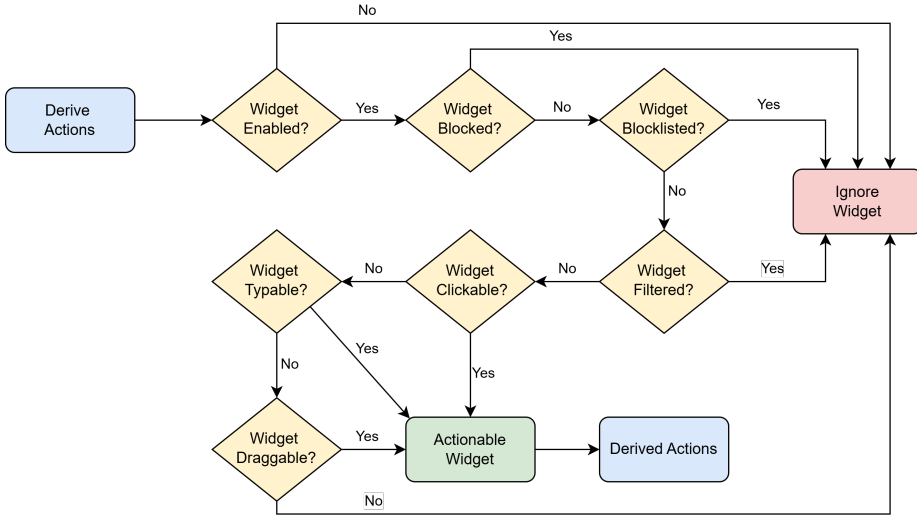 No
Yes
Derive
Actions
Widget
Enabled?
Yes
Widget
Blocked?
No
Widget
Blocklisted?
Yes
Ignore
Widget
No
Widget
Typable?
No
Widget
Clickable?
No
Widget
Filtered?
Yes
Yes
No
Yes
Widget
Draggable?
Yes
Actionable
Widget
Derived Actions
No